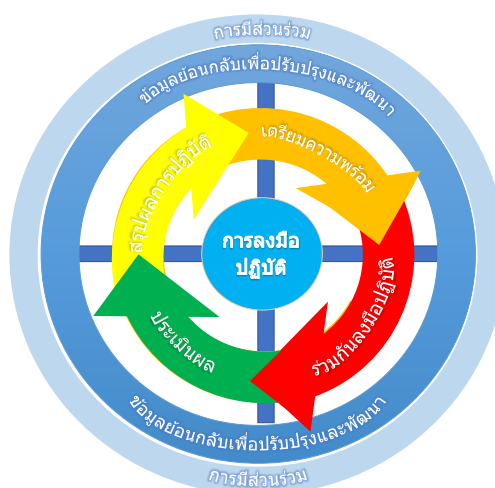 การมีส่วนร่วม
ข้อมูลย้อนกลับเพื่อปรับปรุงและพัฒนา
เตรียมความพร้อม
ร่วมกันลงมือปฏิบัติ
ประเมินผล
สรุปผลการปฏิบัติ
การลงมือ
ปฏิบัติ
ข้อมูลย้อนกลับเพื่อปรับปรุงและพัฒนา
การมีส่วนร่วม